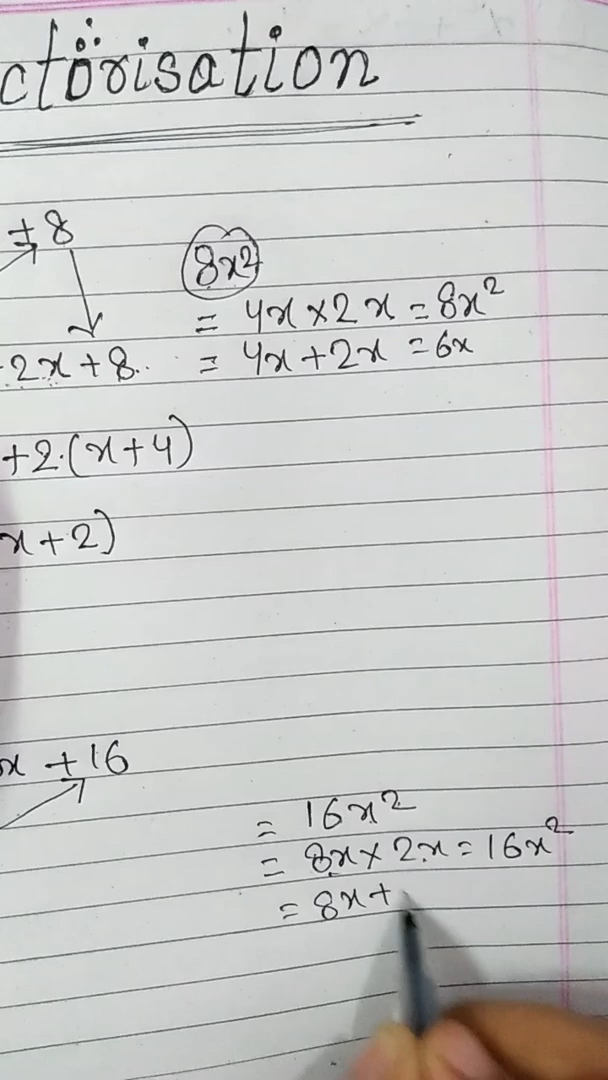 ctorisation
+8
8x²
= 4x × 2x = 8x²
2x + 8 = 4x + 2x = 6x
+ 2·(x + 4)
x + 2)
x + 16
= 16x²
= 8x × 2x = 16x²
= 8x +